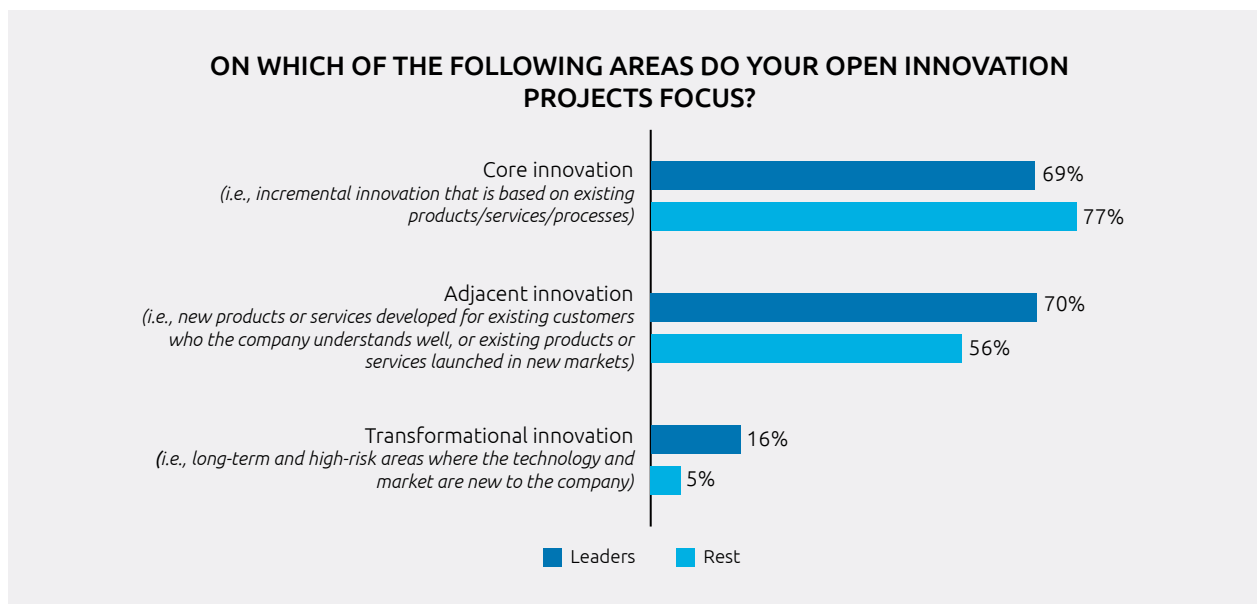 ON WHICH OF THE FOLLOWING AREAS DO YOUR OPEN INNOVATION
PROJECTS FOCUS?
Core innovation
(i.e., incremental innovation that is based on existing
products/services/processes)
69%
77%
Adjacent innovation
(i.e., new products or services developed for existing customers
who the company understands well, or existing products or
services launched in new markets)
70%
56%
Transformational innovation
(i.e., long-term and high-risk areas where the technology and
market are new to the company)
16%
5%
Leaders
Rest